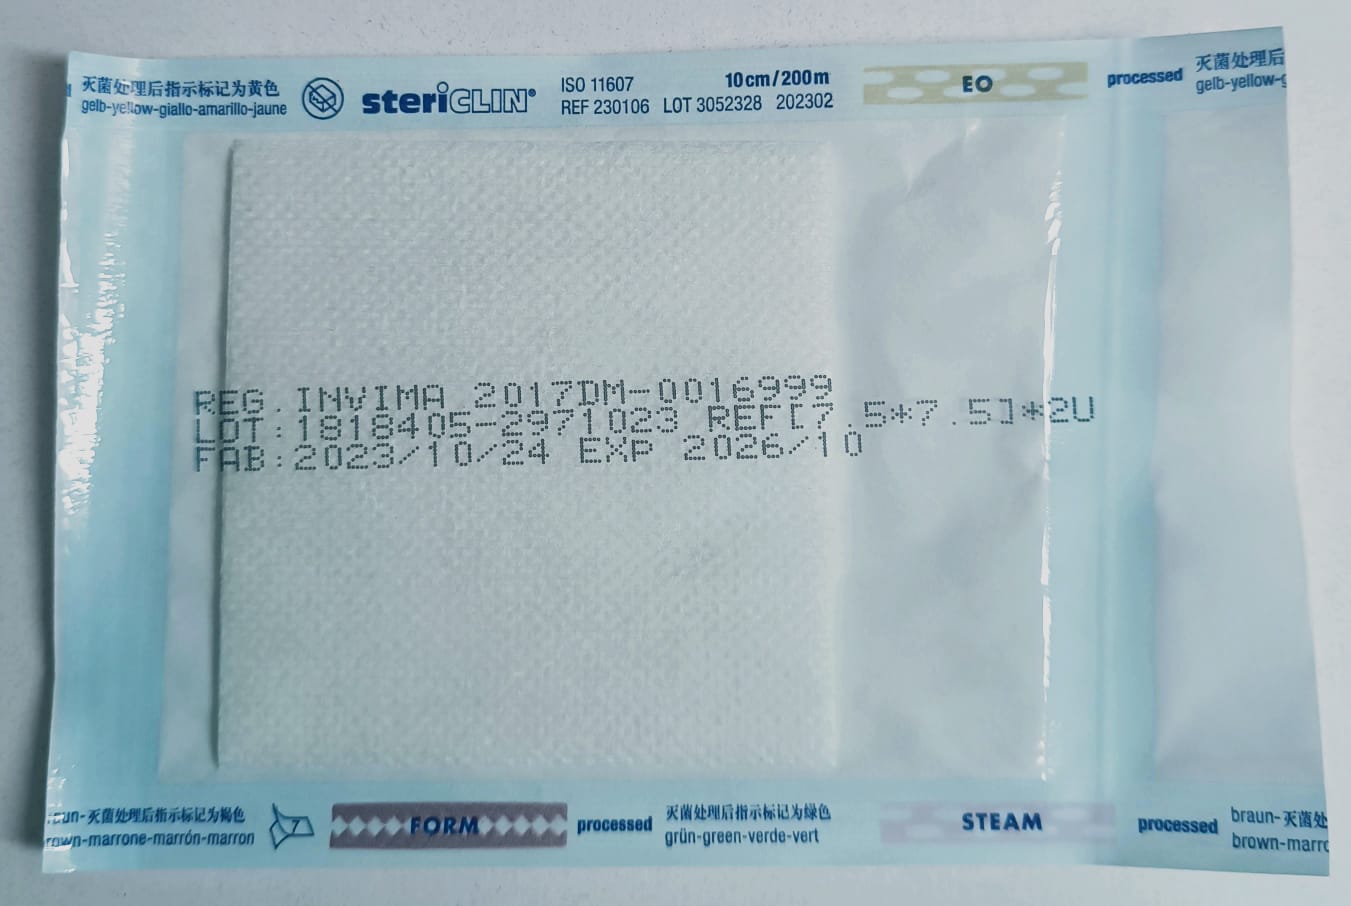 灭菌处理后指示标记为黄色
gelb-yellow-giallo-amarillo-jaune
stericLIN®
ISO 11607
10cm/200m
REF 230106 LOT 3052328 202302
EO
processed
灭菌处理后
gelb-yellow-g
REG.INVIMA 2017DM-0016999
LOT:1818405-2971023 REF[7.5*7.5]*2U
FAB:2023/10/24 EXP 2026/10
aun-灭菌处理后指示标记为褐色
rown-marrone-marrón-marron
7
FORM
processed
灭菌处理后指示标记为绿色
grün-green-verde-vert
STEAM
processed
braun-灭菌处
brown-marro